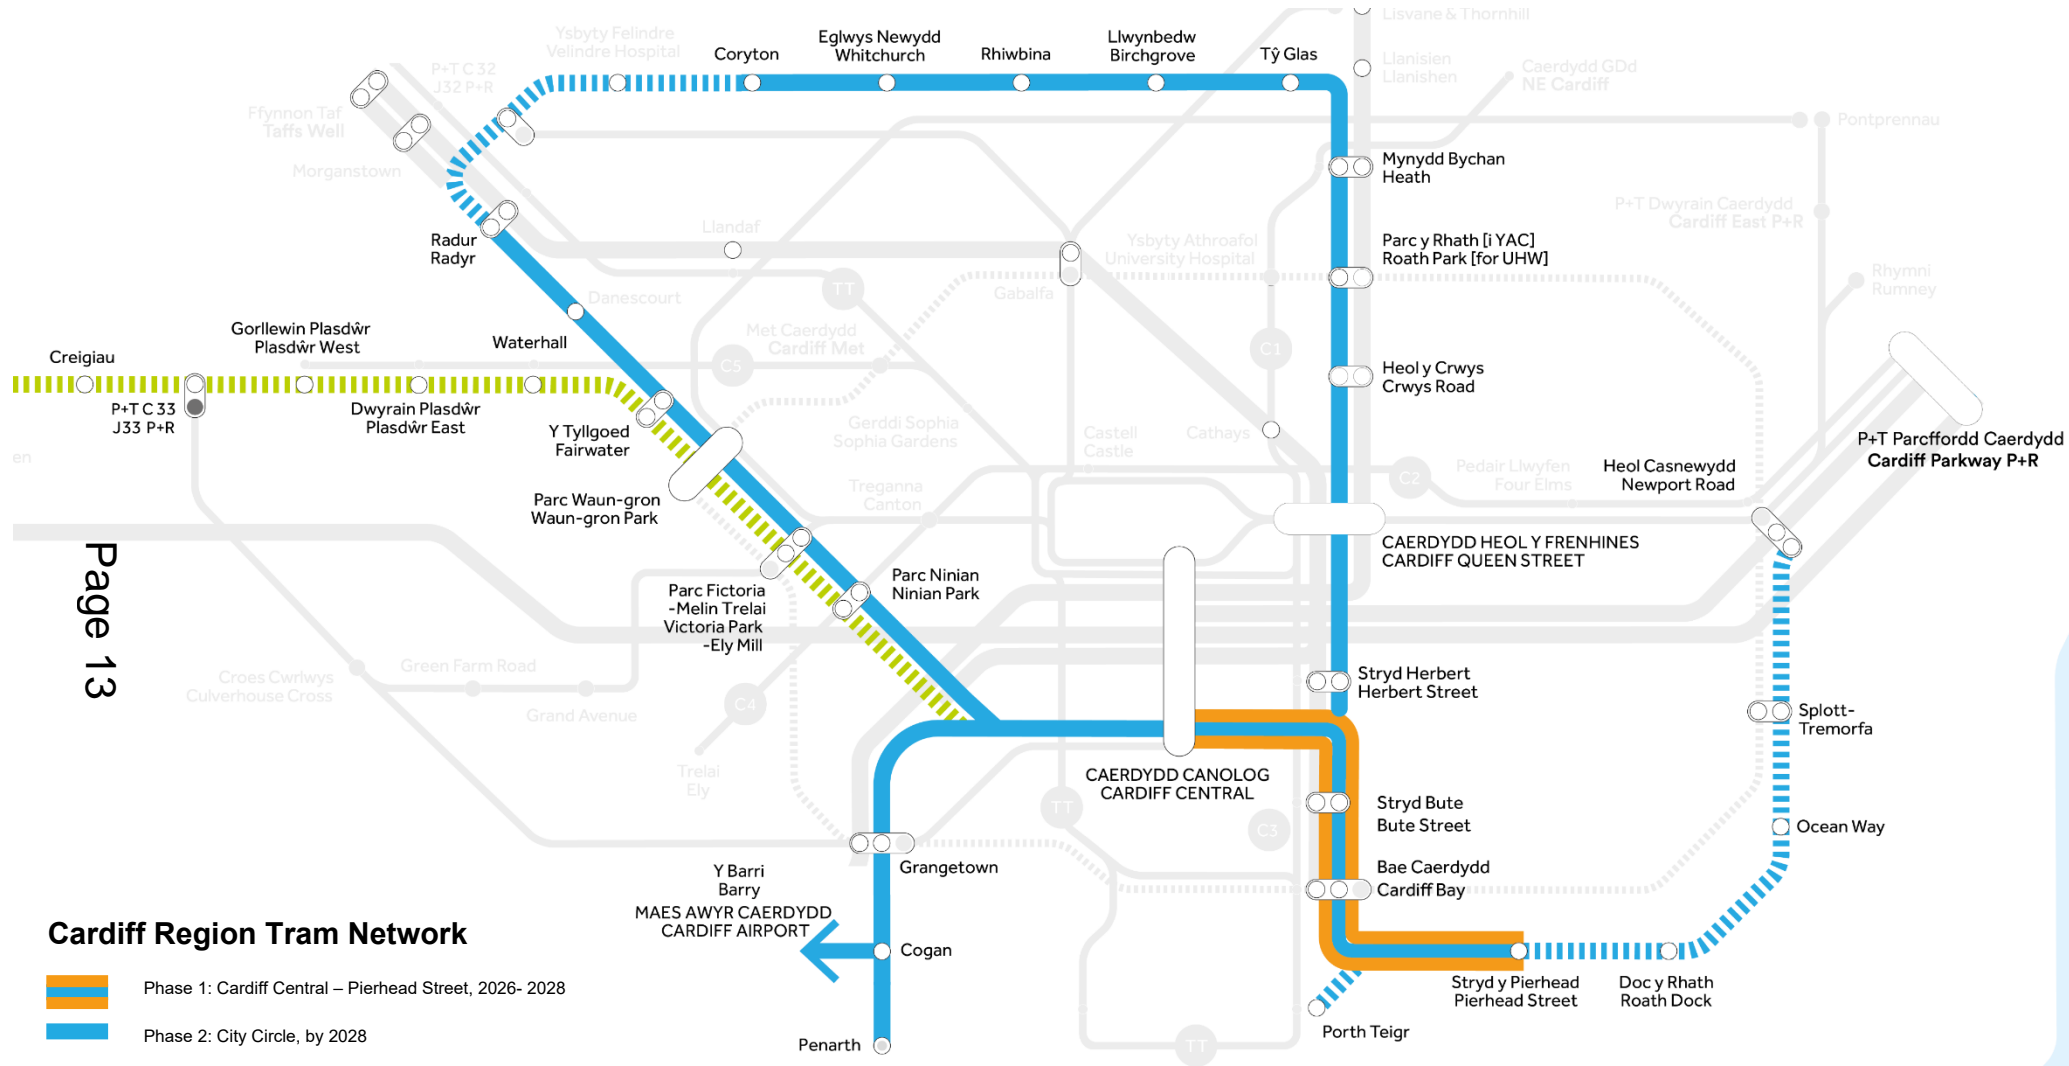 Lisvane & Thornhill
Ysbyty Felindre
Velindre Hospital
Coryton
Eglwys Newydd
Whitchurch
Rhiwbina
Llwynbedw
Birchgrove
Tŷ Glas
Llanisien
Llanishen
Caerdydd GDd
NE Cardiff
P+T C 32
J32 P+R
Ffynnon Taf
Taffs Well
Morganstown
Pontprennau
Mynydd Bychan
Heath
P+T Dwyrain Caerdydd
Cardiff East P+R
Radur
Radyr
Llandaf
Ysbyty Athroafol
University Hospital
Parc y Rhath [i YAC]
Roath Park [for UHW]
Rhymni
Rumney
Danescourt
TT
Gabalfa
Gorllewin Plasdŵr
Plasdŵr West
Creigiau
Waterhall
Met Caerdydd
Cardiff Met
C5
C1
Heol y Crwys
Crwys Road
P+T C 33
J33 P+R
Dwyrain Plasdŵr
Plasdŵr East
Y Tyllgoed
Fairwater
Gerddi Sophia
Sophia Gardens
Castell
Castle
Cathays
P+T Parcffordd Caerdydd
Cardiff Parkway P+R
en
Parc Waun-gron
Waun-gron Park
Treganna
Canton
C2
Pedair Llwyfen
Four Elms
Heol Casnewydd
Newport Road
CAERDYDD HEOL Y FRENHINES
CARDIFF QUEEN STREET
Page 13
Parc Fictoria
-Melin Trelai
Victoria Park
-Ely Mill
Parc Ninian
Ninian Park
Croes Cwrlwys
Culverhouse Cross
Green Farm Road
Grand Avenue
C4
Trelai
Ely
Stryd Herbert
Herbert Street
Splott-
Tremorfa
CAERDYDD CANOLOG
CARDIFF CENTRAL
TT
C3
Stryd Bute
Bute Street
Ocean Way
Grangetown
Bae Caerdydd
Cardiff Bay
Y Barri
Barry
MAES AWYR CAERDYDD
CARDIFF AIRPORT
Cogan
Stryd y Pierhead
Pierhead Street
Doc y Rhath
Roath Dock
Porth Teigr
Penarth
TT
Cardiff Region Tram Network
Phase 1: Cardiff Central – Pierhead Street, 2026- 2028
Phase 2: City Circle, by 2028